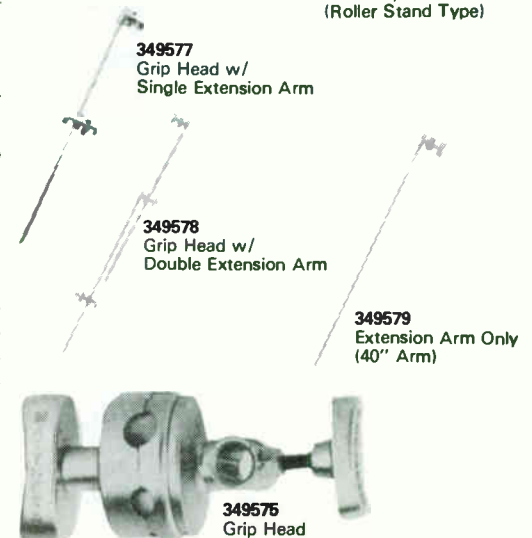 (Roller Stand Type)
349577
Grip Head w/
Single Extension Arm
349578
Grip Head w/
Double Extension Arm
349579
Extension Arm Only
(40" Arm)
349575
Grip Head